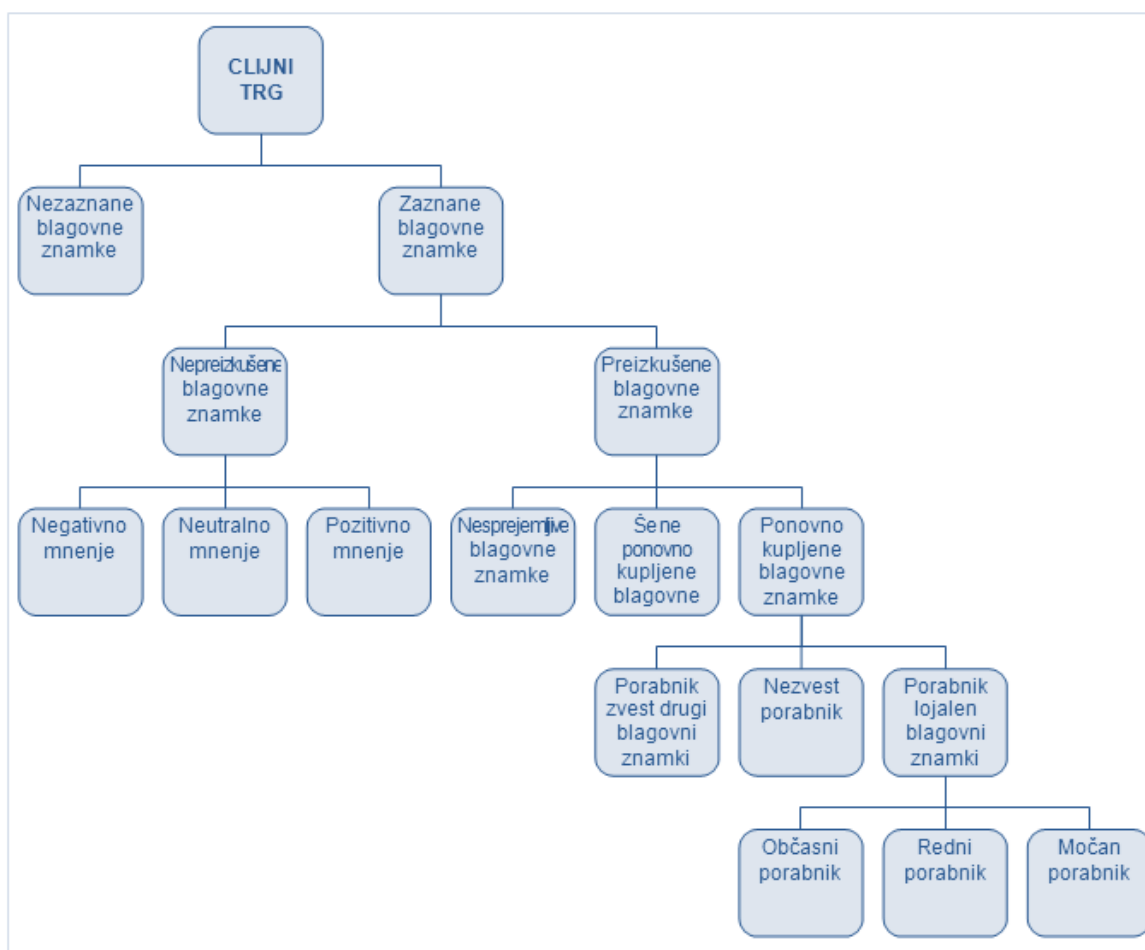 CLIJNI
TRG
Nezaznane
blagovne
znamke
Zaznane
blagovne
znamke
Nepreizkušene
blagovne
znamke
Preizkušene
blagovne
znamke
Negativno
mnenje
Neutralno
mnenje
Pozitivno
mnenje
Nesprejemljive
blagovne
znamke
Še ne
ponovno
kupljene
blagovne
Ponovno
kupljene
blagovne
znamke
Porabnik
zvest drugi
blagovni
znamki
Nezvest
porabnik
Porabnik
lojalen
blagovni
znamki
Občasni
porabnik
Redni
porabnik
Močan
porabnik